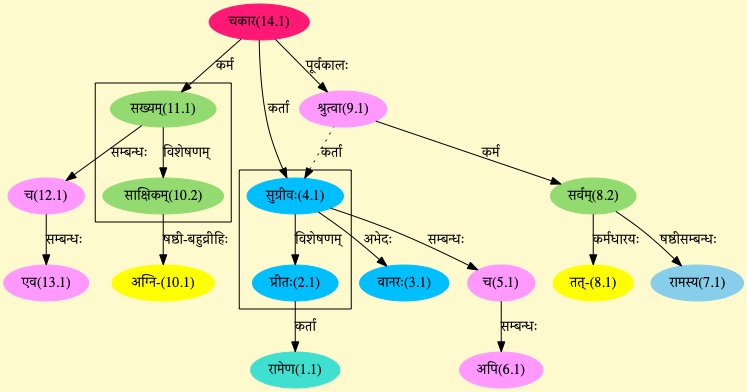 चकार(14.1)
कर्म
पूर्वकालः
सख्यम्(11.1)
कर्ता
श्रुत्वा(9.1)
सम्बन्धः
विशेषणम्
कर्ता
कर्म
च(12.1)
साक्षिकम्(10.2)
सुग्रीवः(4.1)
सर्वम्(8.2)
सम्बन्धः
षष्ठी-बहुव्रीहिः
विशेषणम्
अभेदः
सम्बन्धः
कर्मधारयः
षष्ठीसम्बन्धः
एव(13.1)
अग्नि-(10.1)
प्रीतः(2.1)
वानरः(3.1)
च(5.1)
तत्-(8.1)
रामस्य(7.1)
कर्ता
सम्बन्धः
रामेण(1.1)
अपि(6.1)